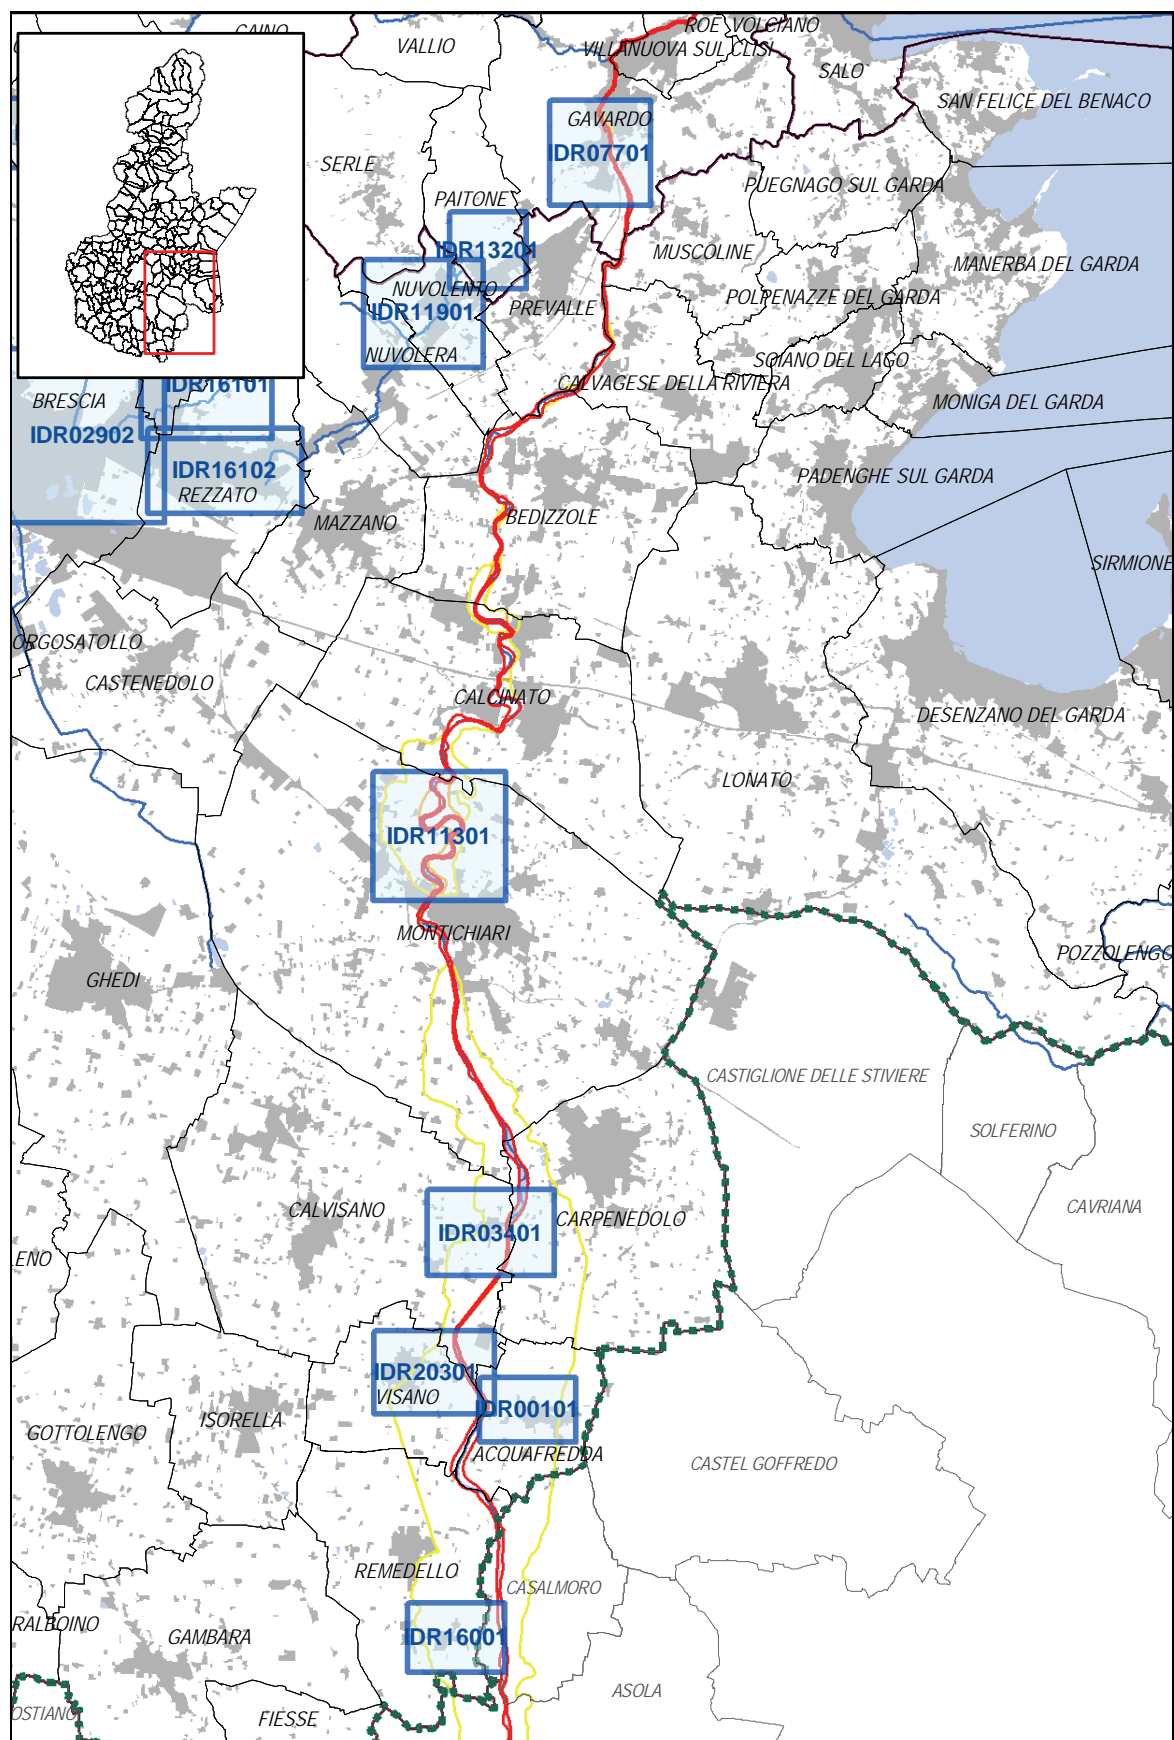 CAINO
VALLIO
ROE VOLCIANO
VILLANUOVA SUL CLISI
SALO
SAN FELICE DEL BENACO
GAVARDO
IDR07701
SERLE
PAITONE
PUEGNAGO SUL GARDA
IDR13201
MUSCOLINE
MANERBA DEL GARDA
NUVOLENTO
IDR11901
PREVALLE
POLPENAZZE DEL GARDA
NUVOLERA
SOIANO DEL LAGO
IDR16101
CALVAGESE DELLA RIVIERA
BRESCIA
MONIGA DEL GARDA
IDR02902
IDR16102
REZZATO
PADENGHE SUL GARDA
MAZZANO
BEDIZZOLE
SIRMIONE
ORGOSATOLLO
CASTENEDOLO
CALCINATO
DESENZANO DEL GARDA
LONATO
IDR11301
MONTICHIARI
POZZOLENGO
GHEDI
CASTIGLIONE DELLE STIVIERE
SOLFERINO
CALVISANO
CARPENEDOLO
CAVRIANA
IDR03401
LENO
IDR20301
VISANO
IDR00101
ISORELLA
GOTTOLENGO
ACQUAFREDDA
CASTEL GOFFREDO
REMEDELLO
CASALMORO
RALBOINO
GAMBARA
IDR16001
ASOLA
OSTIANO
FIESSE